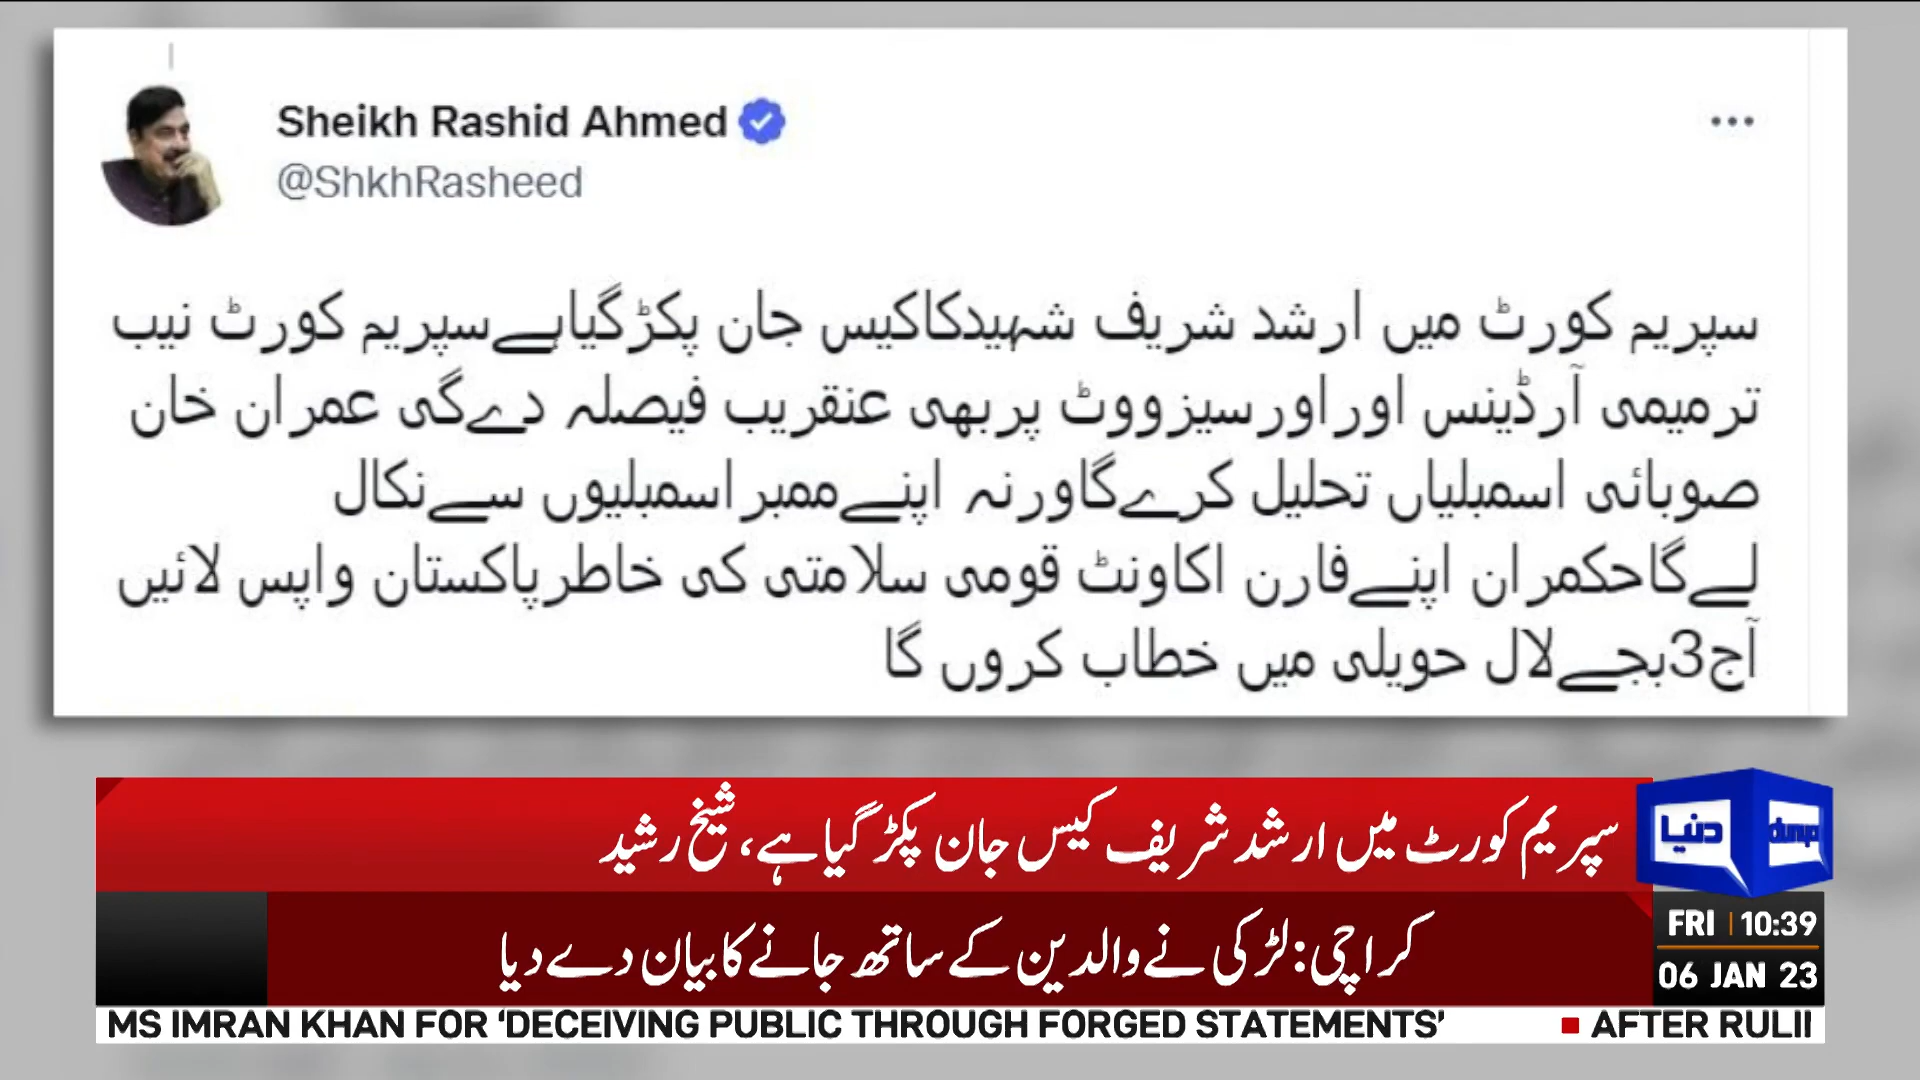 Sheikh Rashid Ahmed
@ShkhRasheed
سپریم کورٹ میں ارشد شریف شہیدکاکیس جان پکڑگیاہےسپریم کورٹ نیب
ترمیمی آرڈینس اوراورسیزووٹ پربھی عنقریب فیصلہ دےگی عمران خان
صوبائی اسمبلیاں تحلیل کرےگاورنہ اپنےممبراسمبلیوں سےنکال
لےگاحکمران اپنےفارن اکاونٹ قومی سلامتی کی خاطرپاکستان واپس لائیں
آج3بجےلال حویلی میں خطاب کروں گا
سپریم کورٹ میں ارشد شریف کیس جان پکڑ گیا ہے، شیخ رشید
دنیا
dunya
کراچی: لڑکی نے والدین کے ساتھ جانے کا بیان دے دیا
FRI 10:39
06 JAN 23
MS IMRAN KHAN FOR ‘DECEIVING PUBLIC THROUGH FORGED STATEMENTS’ ■ AFTER RULII